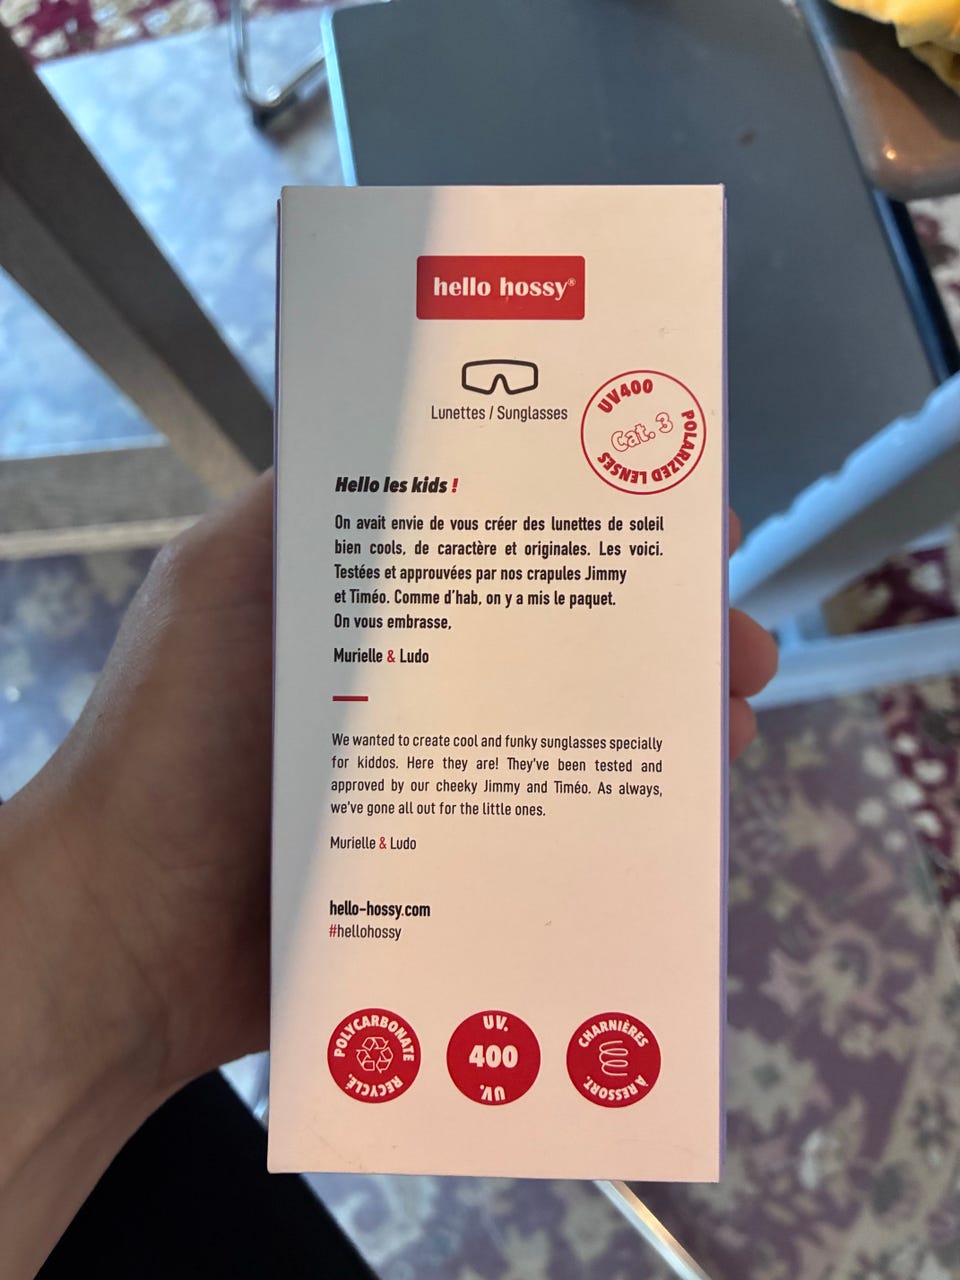 hello hossy®
Lunettes / Sunglasses
UV400
Cat. 3
POLARIZED LENSES
Hello les kids !
On avait envie de vous créer des lunettes de soleil
bien cools, de caractère et originales. Les voici.
Testées et approuvées par nos crapules Jimmy
et Timéo. Comme d'hab, on y a mis le paquet.
On vous embrasse,
Murielle & Ludo
We wanted to create cool and funky sunglasses specially
for kiddos. Here they are! They've been tested and
approved by our cheeky Jimmy and Timéo. As always,
we've gone all out for the little ones.
Murielle & Ludo
hello-hossy.com
#hellohossy
POLYCARBONATE
RECYCLÉ.
UV.
400
UV.
CHARNIÈRES
À RESSORT